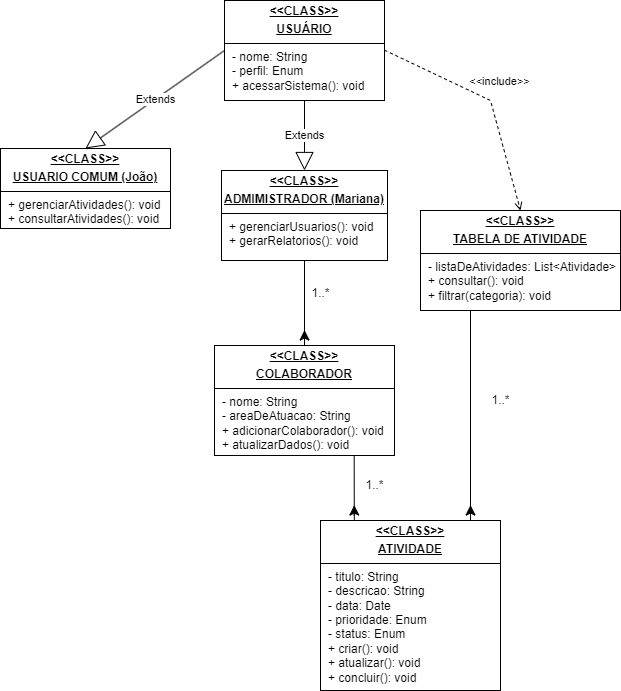 <<CLASS>>
USUÁRIO
- nome: String
- perfil: Enum
+ acessarSistema(): void
<<include>>
Extends
Extends
<<CLASS>>
USUARIO COMUM (João)
+ gerenciarAtividades(): void
+ consultarAtividades(): void
<<CLASS>>
ADMIMISTRADOR (Mariana)
+ gerenciarUsuarios(): void
+ gerarRelatorios(): void
<<CLASS>>
TABELA DE ATIVIDADE
- listaDeAtividades: List<Atividade>
+ consultar(): void
+ filtrar(categoria): void
1..*
<<CLASS>>
COLABORADOR
- nome: String
- areaDeAtuacao: String
+ adicionarColaborador(): void
+ atualizarDados(): void
1..*
1..*
<<CLASS>>
ATIVIDADE
- titulo: String
- descricao: String
- data: Date
- prioridade: Enum
- status: Enum
+ criar(): void
+ atualizar(): void
+ concluir(): void